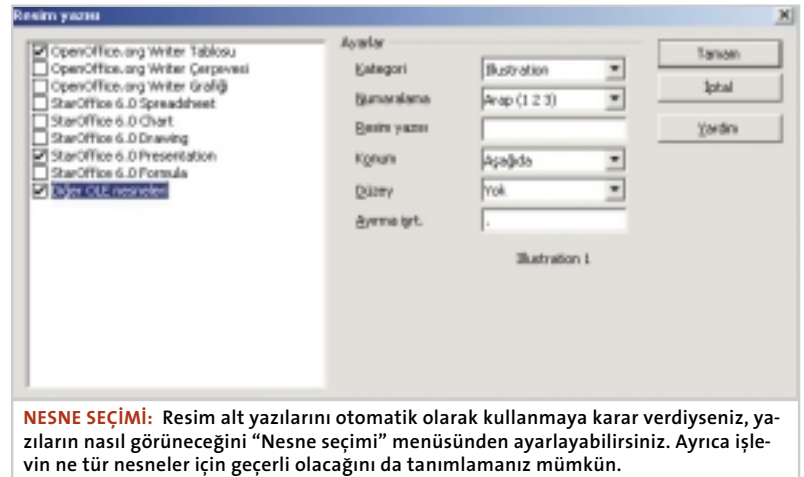 Resim yazısı
OpenOffice.org Writer Tablosu
OpenOffice.org Writer Çerçevesi
OpenOffice.org Writer Grafiği
StarOffice 6.0 Spreadsheet
StarOffice 6.0 Chart
StarOffice 6.0 Drawing
StarOffice 6.0 Presentation
StarOffice 6.0 Formula
Diğer OLE nesneleri
Ayarlar
Kategori Illustration
Numaralama Arap (1 2 3)
Resim yazısı
Konum Aşağıda
Düzey Yok
Ayırma işrt. .
Illustration 1
Tamam
İptal
Yardım
NESNE SEÇİMİ: Resim alt yazılarını otomatik olarak kullanmaya karar verdiyseniz, ya-
zıların nasıl görüneceğini “Nesne seçimi” menüsünden ayarlayabilirsiniz. Ayrıca işle-
vin ne tür nesneler için geçerli olacağını da tanımlamanız mümkün.